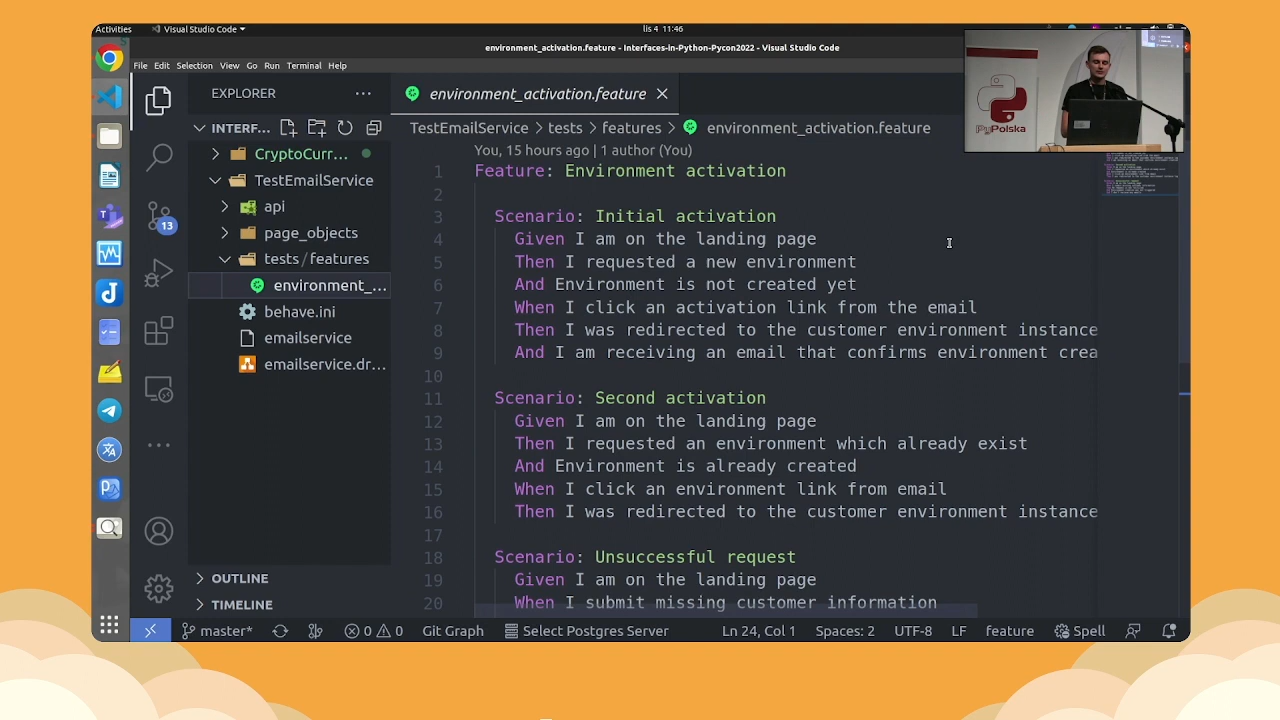 Activities
Visual Studio Code
lis 4 11:46
environment_activation.feature - Interfaces-in-Python-Pycon2022 - Visual Studio Code
File Edit Selection View Go Run Terminal Help
EXPLORER
environment_activation.feature
INTERF...
TestEmailService > tests > features > environment_activation.feature
CryptoCurr...
TestEmailService
api
page_objects
tests/features
environment_...
behave.ini
emailservice
emailservice.dr...
13
You, 15 hours ago | 1 author (You)
1 Feature: Environment activation
2
3 Scenario: Initial activation
4 Given I am on the landing page
5 Then I requested a new environment
6 And Environment is not created yet
7 When I click an activation link from the email
8 Then I was redirected to the customer environment instance
9 And I am receiving an email that confirms environment crea
10
11 Scenario: Second activation
12 Given I am on the landing page
13 Then I requested an environment which already exist
14 And Environment is already created
15 When I click an environment link from email
16 Then I was redirected to the customer environment instance
17
18 Scenario: Unsuccessful request
19 Given I am on the landing page
20 When I submit missing customer information
OUTLINE
TIMELINE
master*
0 0
Git Graph
Select Postgres Server
Ln 24, Col 1
Spaces: 2
UTF-8
LF
feature
Spell
PyPolska